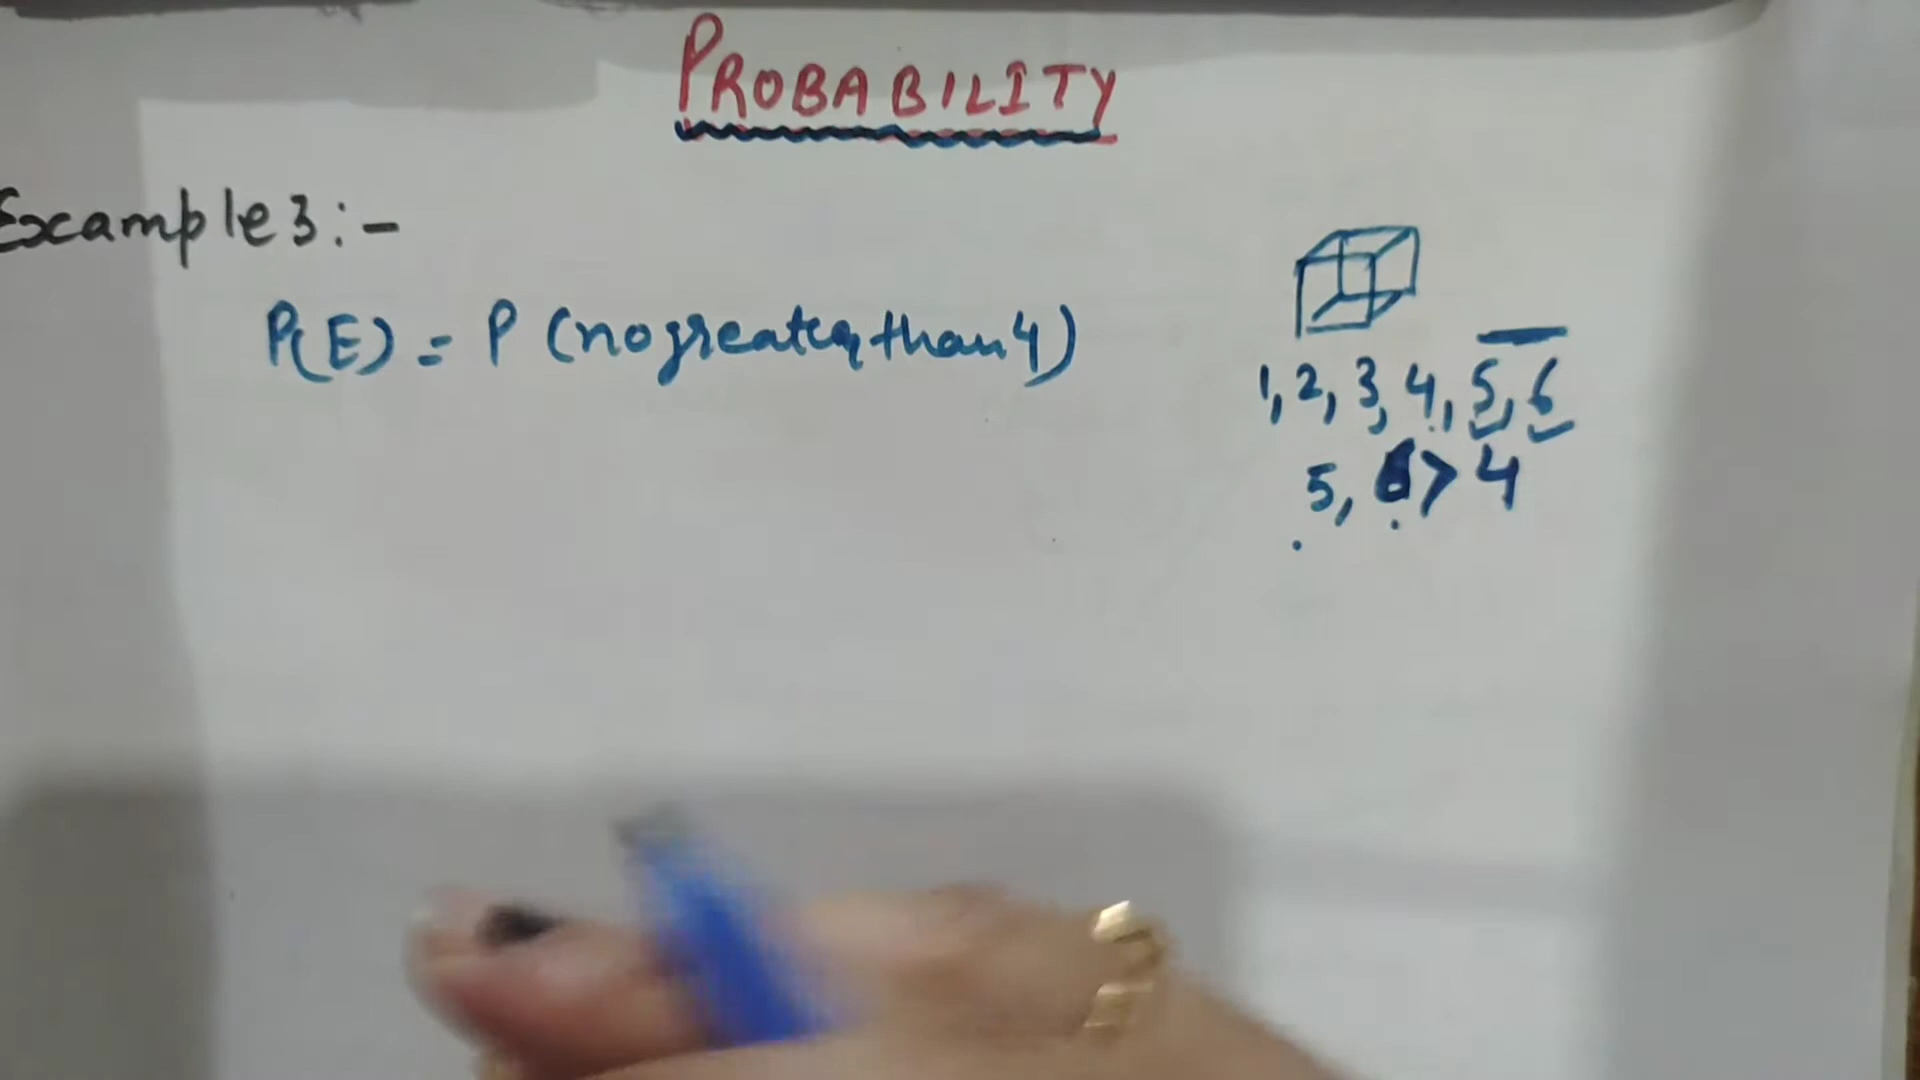 PROBABILITY
Example 3:-
P(E) = P (no greater than 4)
1, 2, 3, 4, 5, 6
5, 6 > 4